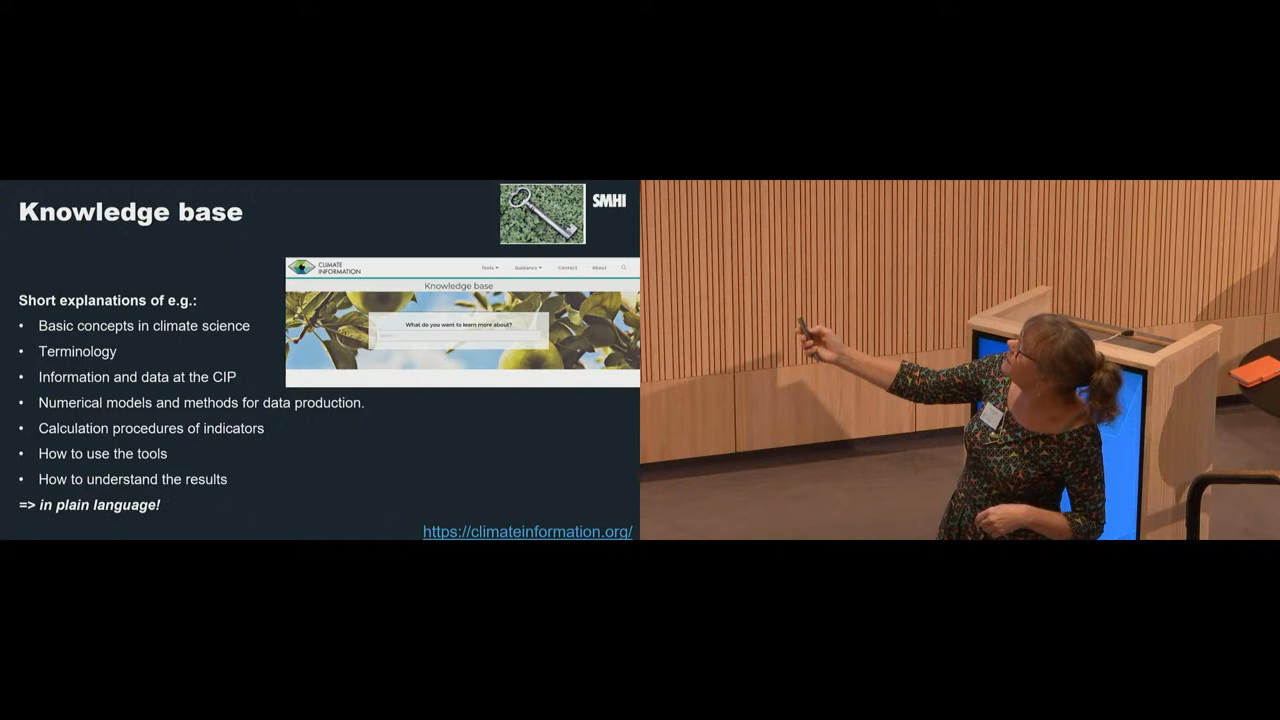 Knowledge base
SMHI
CLIMATE
INFORMATION
Tools
Guidance
Contact
About
Knowledge base
What do you want to learn more about?
Short explanations of e.g.:
• Basic concepts in climate science
• Terminology
• Information and data at the CIP
• Numerical models and methods for data production.
• Calculation procedures of indicators
• How to use the tools
• How to understand the results
=> in plain language!
https://climateinformation.org/